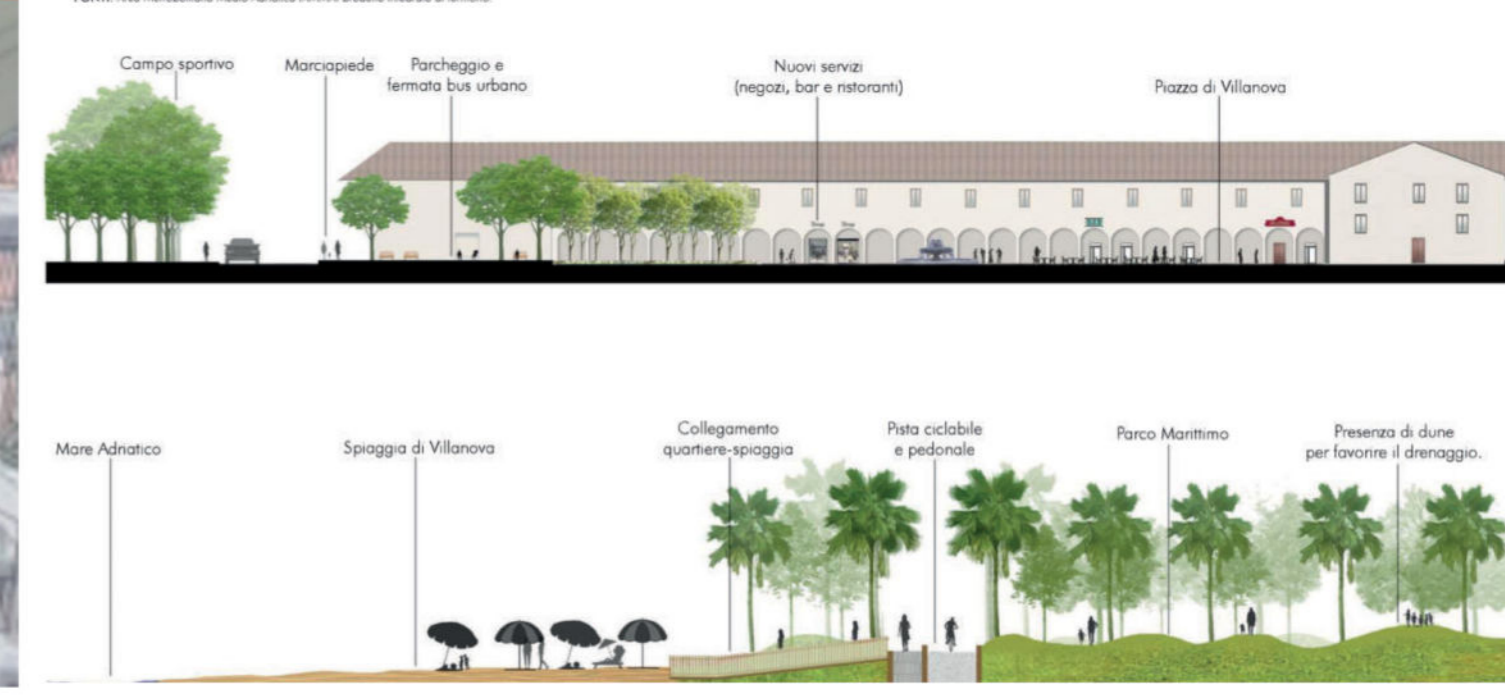 Campo sportivo
Marciapiede
Parcheggio e
fermata bus urbano
Nuovi servizi
(negozi, bar e ristoranti)
Piazza di Villanova
Mare Adriatico
Spiaggia di Villanova
Collegamento
quartiere-spiaggia
Pista ciclabile
e pedonale
Parco Marittimo
Presenza di dune
per favorire il drenaggio.